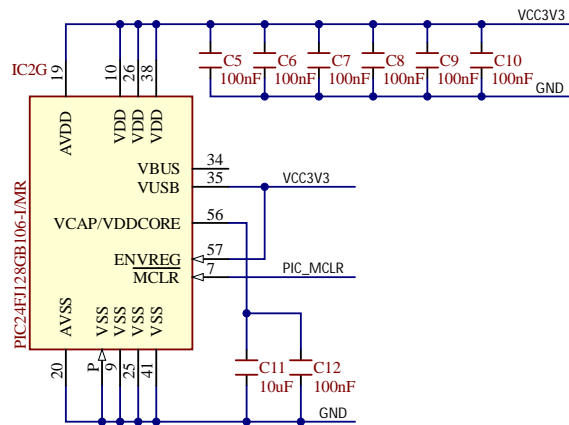 VCC3V3
IC2G
19
10
26
38
C5
100nF
C6
100nF
C7
100nF
C8
100nF
C9
100nF
C10
100nF
GND
AVDD
VDD
VDD
VDD
VBUS
34
VUSB
35
VCC3V3
VCAP/VDDCORE
56
ENVREG
57
MCLR
7
PIC_MCLR
PIC24FJ128GB106-I/MR
AVSS
VSS
VSS
VSS
VSS
20
P
9
25
41
C11
10uF
C12
100nF
GND